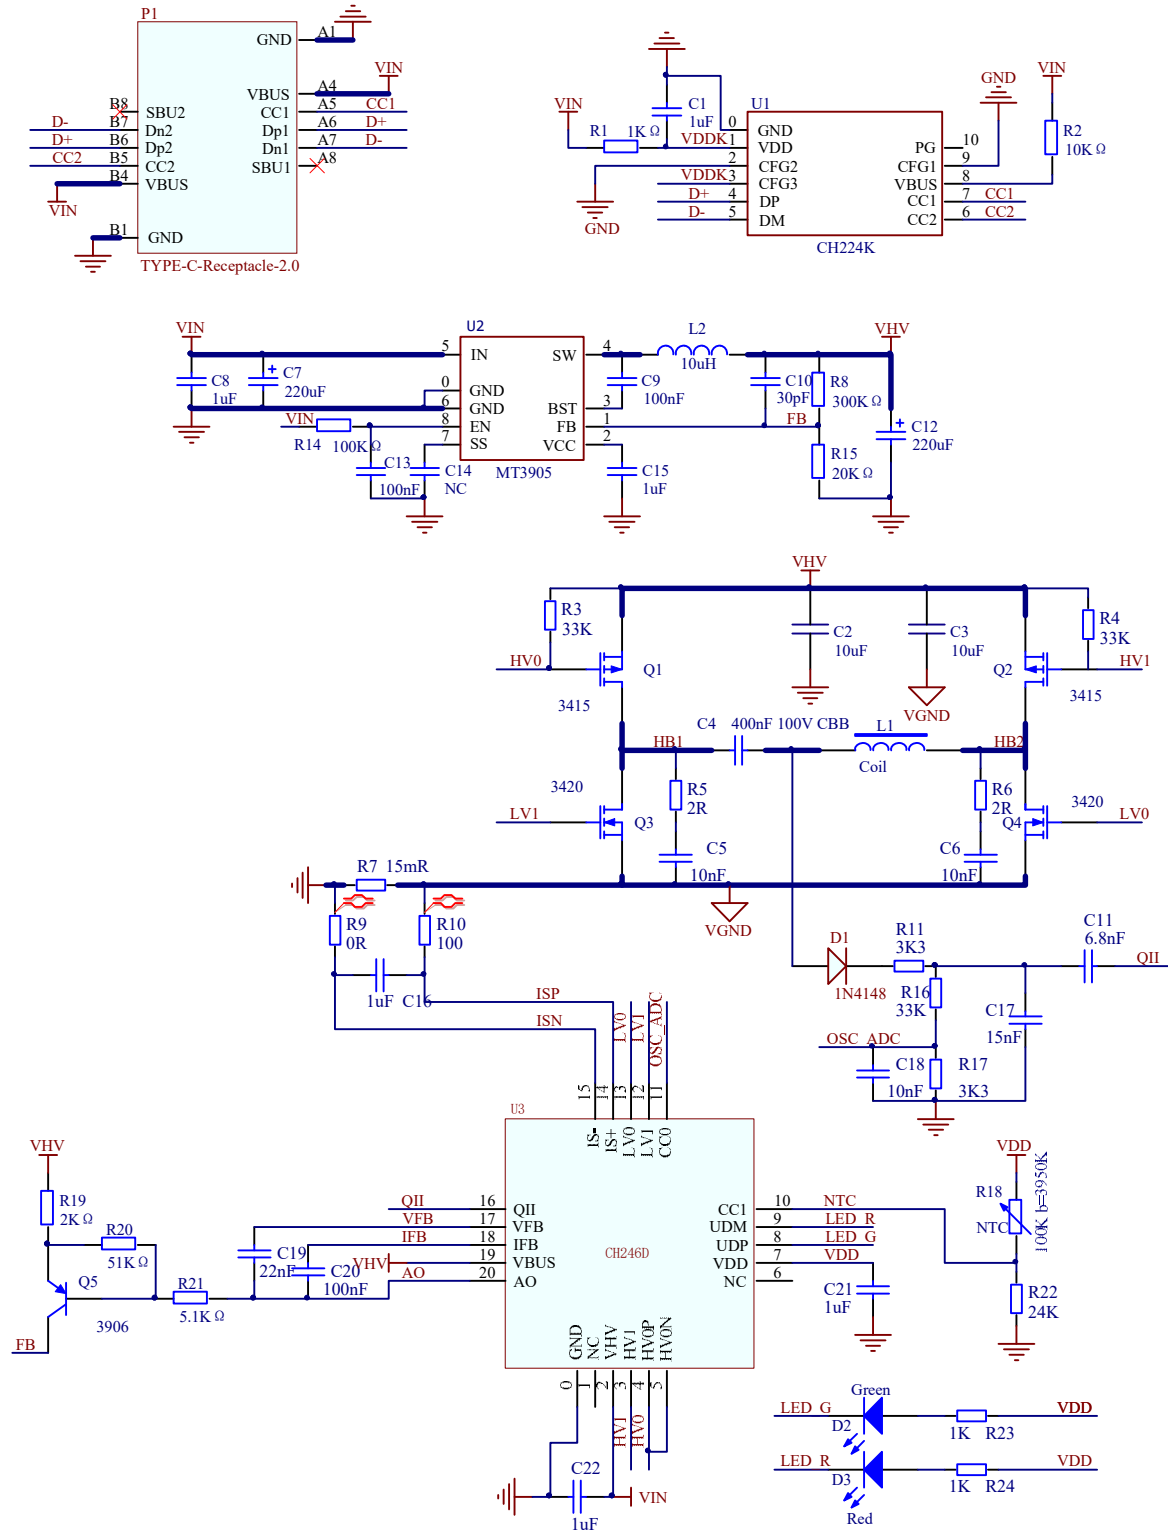 P1
GND A1
VIN
VBUS A4
B8 SBU2 CC1 A5 CC1
D- B7 Dn2 Dp1 A6 D+
D+ B6 Dp2 Dn1 A7 D-
CC2 B5 CC2 SBU1 A8
B4 VBUS
VIN
B1 GND
TYPE-C-Receptacle-2.0
VIN
R1 1KΩ
C1
1uF
VDDK
GND
VDDK
D+
D-
U1
0 GND
1 VDD PG 10
2 CFG2 CFG1 9
3 CFG3 VBUS 8
4 DP CC1 7 CC1
5 DM CC2 6 CC2
CH224K
GND
VIN
R2
10KΩ
VIN
C8
1uF
C7
220uF
+
VIN
R14 100KΩ
C13
100nF
C14
NC
U2
5 IN SW 4
0 GND
6 GND BST 3
8 EN FB 1
7 SS VCC 2
MT3905
L2
10uH
C9
100nF
C15
1uF
C10
30pF
FB
R8
300KΩ
R15
20KΩ
VHV
+
C12
220uF
VHV
R3
33K
R4
33K
C2
10uF
C3
10uF
HV0
Q1
3415
Q2
3415
HV1
VGND
HB1
C4 400nF 100V CBB
L1
Coil
HB2
3420
LV1
Q3
R5
2R
C5
10nF
R6
2R
C6
10nF
3420
Q4
LV0
R7 15mR
VGND
R9
0R
R10
100
1uF C16
ISP
ISN
D1
1N4148
R11
3K3
C11
6.8nF
QII
R16
33K
C17
15nF
OSC_ADC
C18
10nF
R17
3K3
LV0
LV1
OSC_ADC
15 14 13 12 11
U3
IS- IS+ LV0 LV1 CC0
QII 16 QII CC1 10 NTC
VFB 17 VFB UDM 9 LED_R
IFB 18 IFB UDP 8 LED_G
VHV 19 VBUS VDD 7 VDD
AO 20 AO NC 6
CH246D
GND NC VHV HV1 HV0P HV0N
0 1 2 3 4 5
HV1
HV0
C22
1uF
VIN
VHV
R19
2KΩ
R20
51KΩ
Q5
3906
R21
5.1KΩ
FB
C19
22nF
C20
100nF
VDD
R18
NTC
100K b=3950K
C21
1uF
R22
24K
Green
LED_G
D2
1K R23
VDD
LED_R
D3
Red
1K R24
VDD